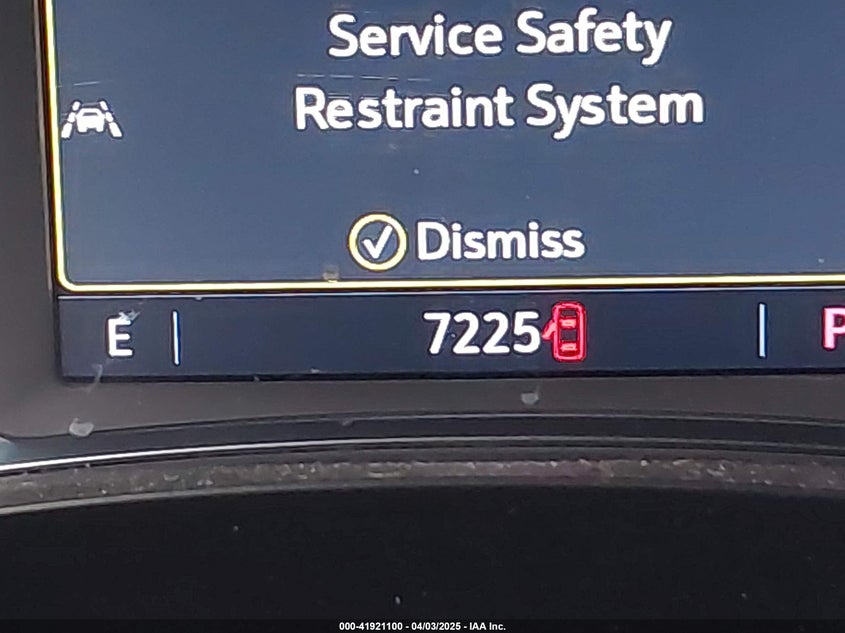 Service Safety
Restraint System
Dismiss
E 7225 P
000-41921100 - 04/03/2025 - IAA Inc.